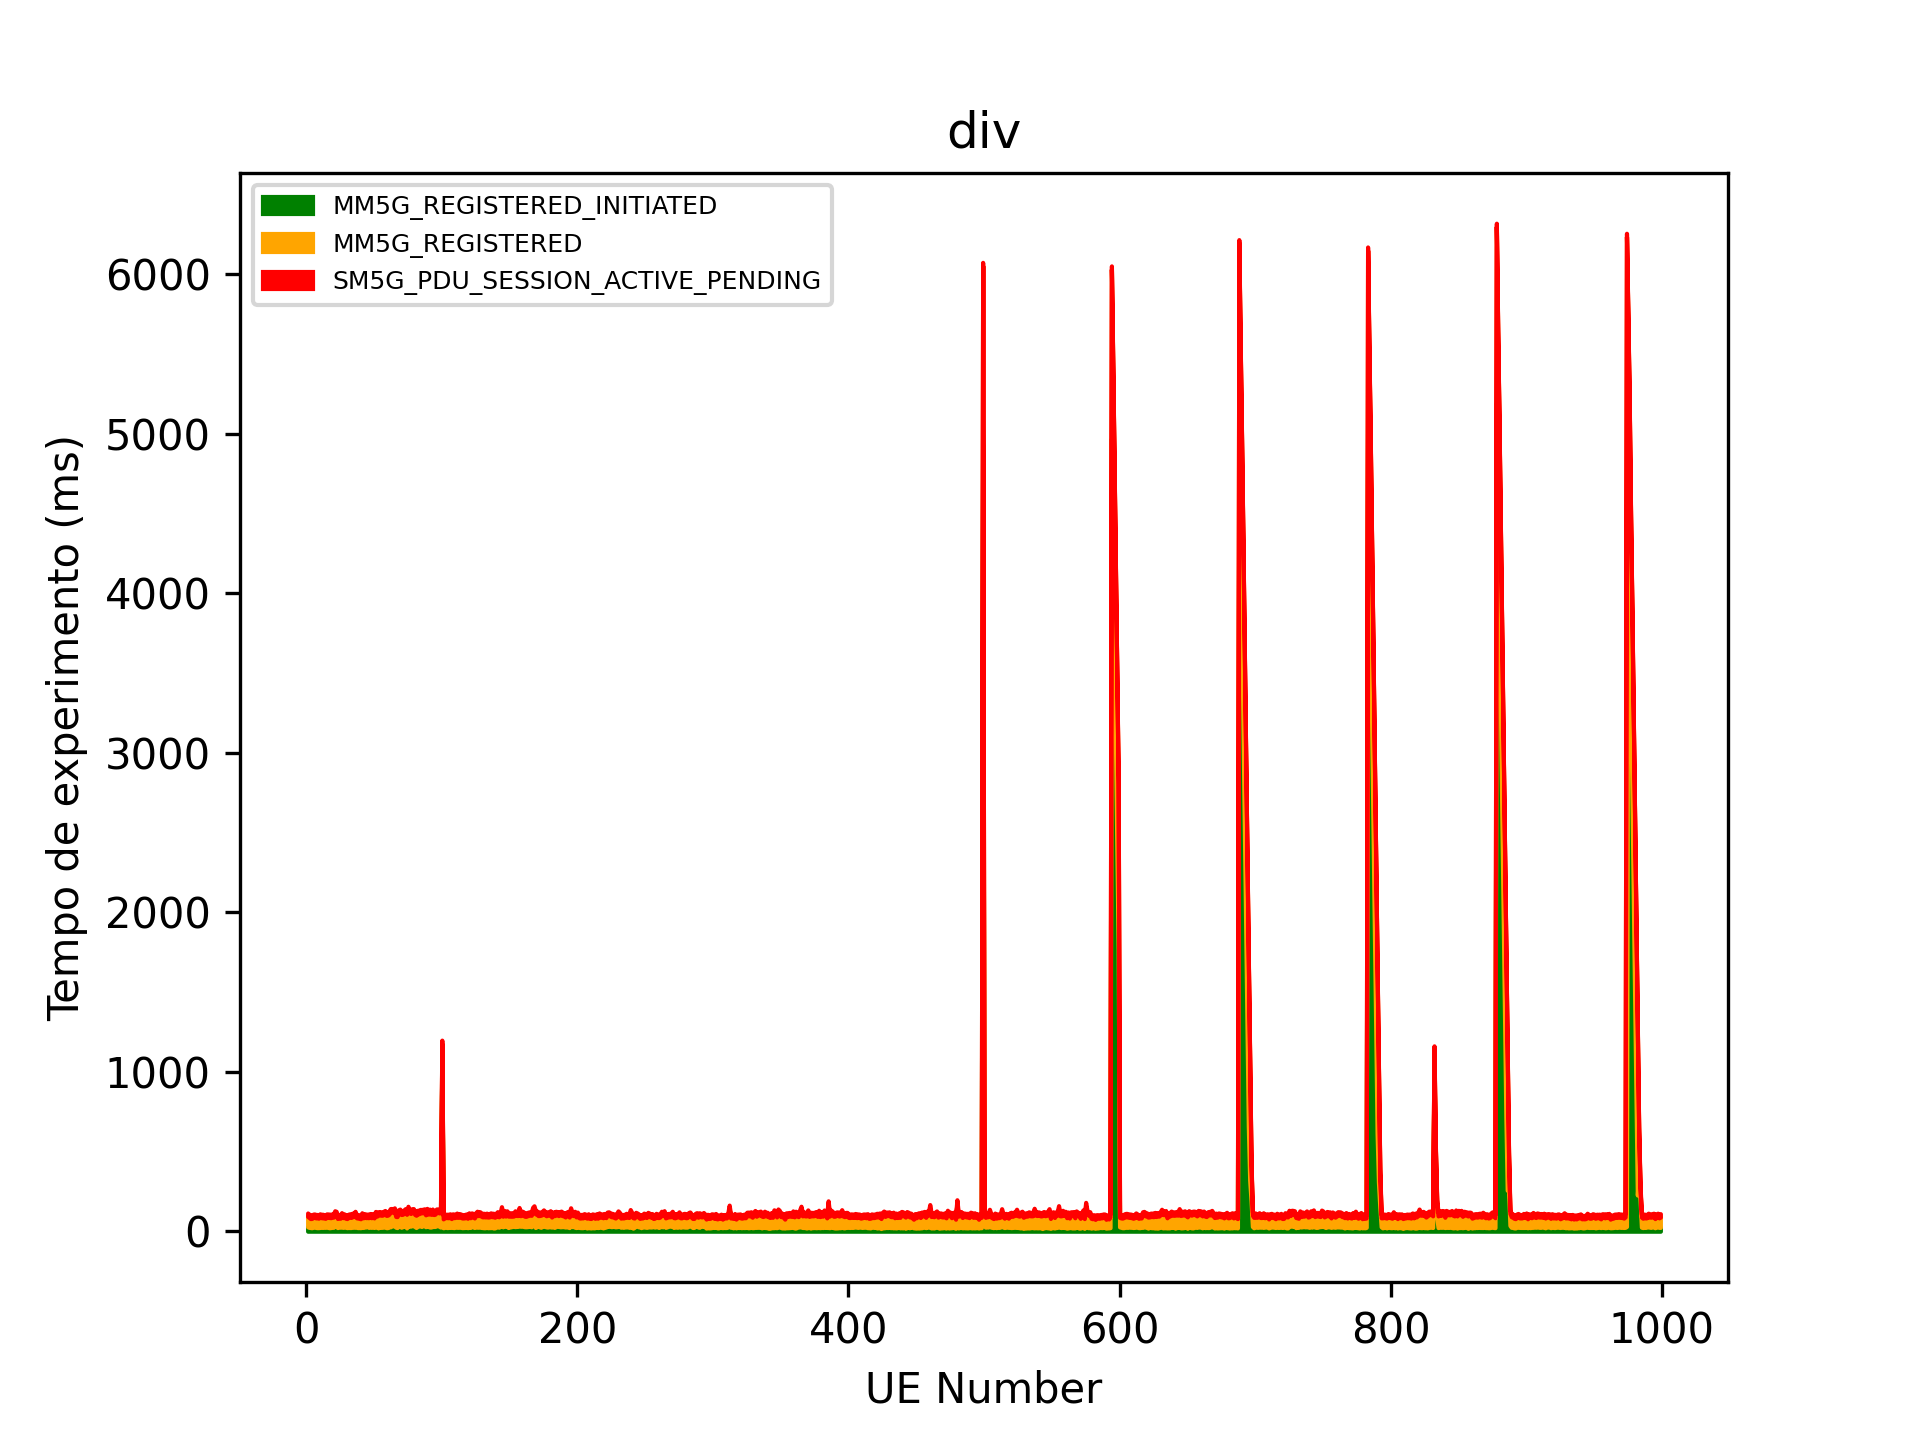 div
MM5G_REGISTERED_INITIATED
MM5G_REGISTERED
SM5G_PDU_SESSION_ACTIVE_PENDING
Tempo de experimento (ms)
6000
5000
4000
3000
2000
1000
0
0 200 400 600 800 1000
UE Number